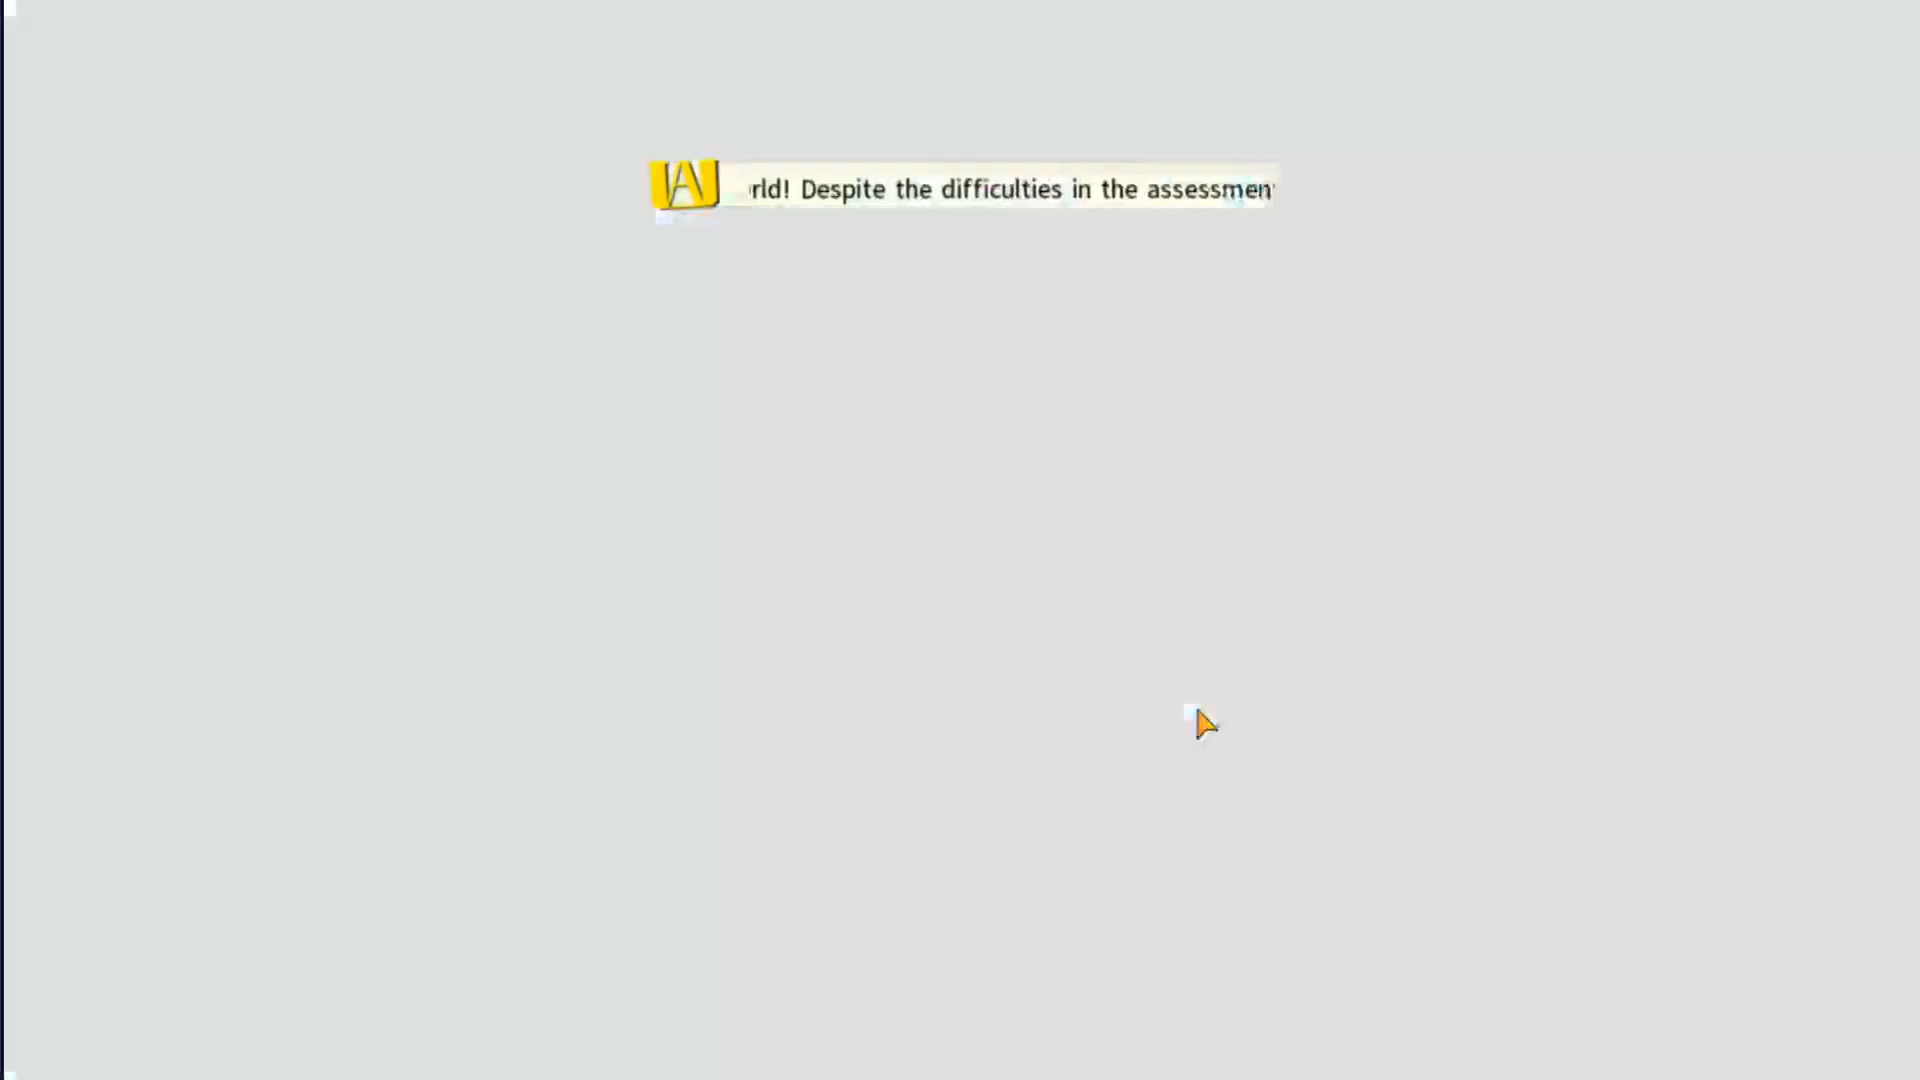 A
rld! Despite the difficulties in the assessmen